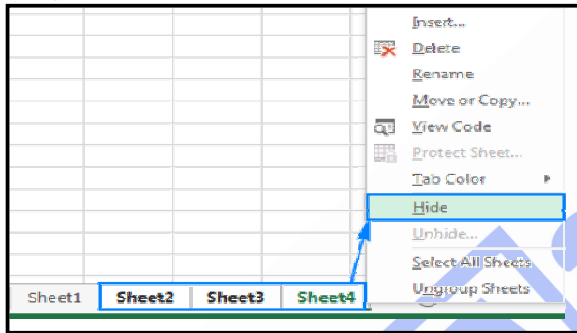 Insert...
Delete
Rename
Move or Copy...
View Code
Protect Sheet...
Tab Color
Hide
Unhide...
Select All Sheets
Ungroup Sheets
Sheet1 Sheet2 Sheet3 Sheet4